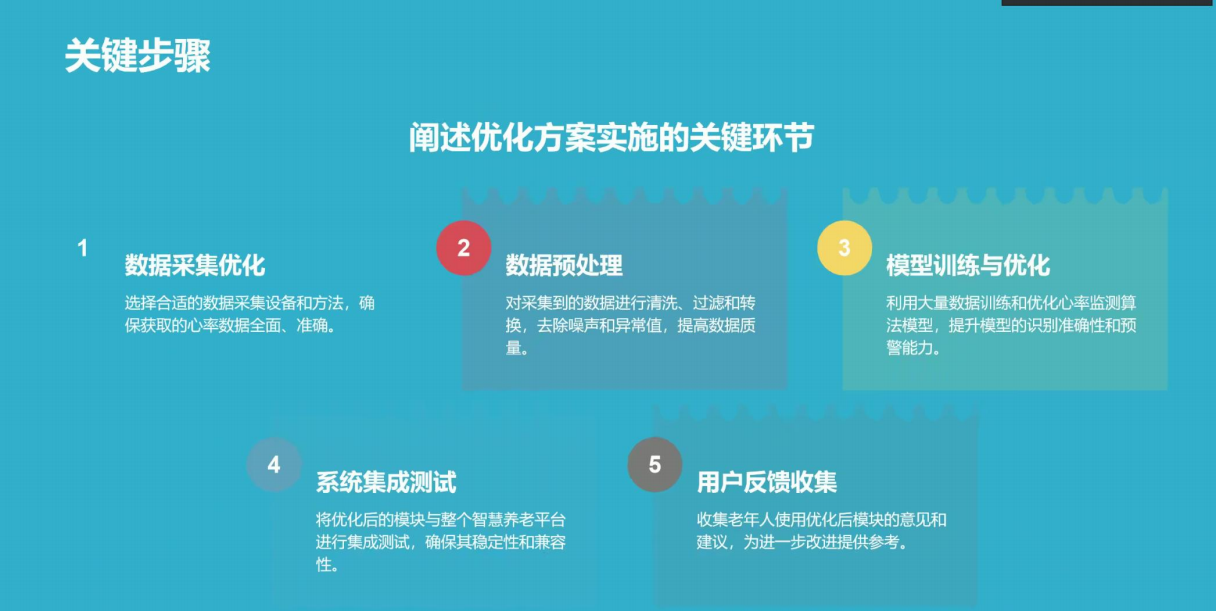 关键步骤
阐述优化方案实施的关键环节
1
数据采集优化
选择合适的数据采集设备和方法，确
保获取的心率数据全面、准确。
2
数据预处理
对采集到的数据进行清洗、过滤和转
换，去除噪声和异常值，提高数据质
量。
3
模型训练与优化
利用大量数据训练和优化心率监测算
法模型，提升模型的识别准确性和预
警能力。
4
系统集成测试
将优化后的模块与整个智慧养老平台
进行集成测试，确保其稳定性和兼容
性。
5
用户反馈收集
收集老年人使用优化后模块的意见和
建议，为进一步改进提供参考。